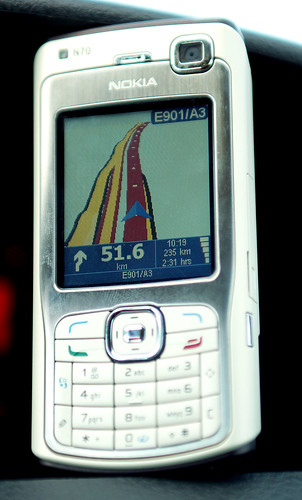 N70
NOKIA
E901/A3
51.6
km
10:19
235 km
2:31 hrs
E901/A3
1
2 abc
def 3
4 ghi
5 jkl
mno 6
7 pqrs
8 tuv
wxyz 9
* +
0
#
C